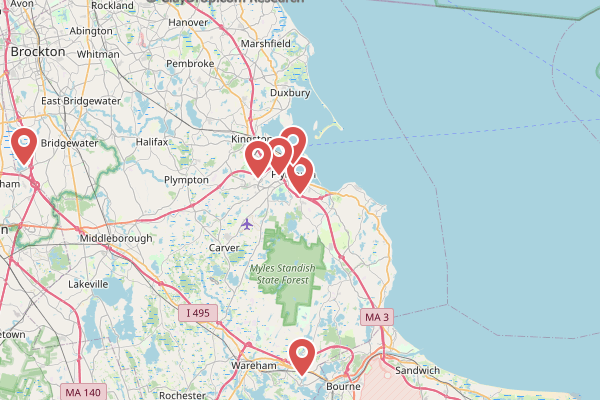 Avon
Rockland
Hanover
Abington
Brockton
Whitman
Marshfield
Pembroke
Duxbury
East Bridgewater
Bridgewater
Halifax
Kingston
Plympton
Middleborough
Carver
Myles Standish
State Forest
Lakeville
I 495
MA 3
Wareham
Sandwich
Bourne
MA 140
Rochester